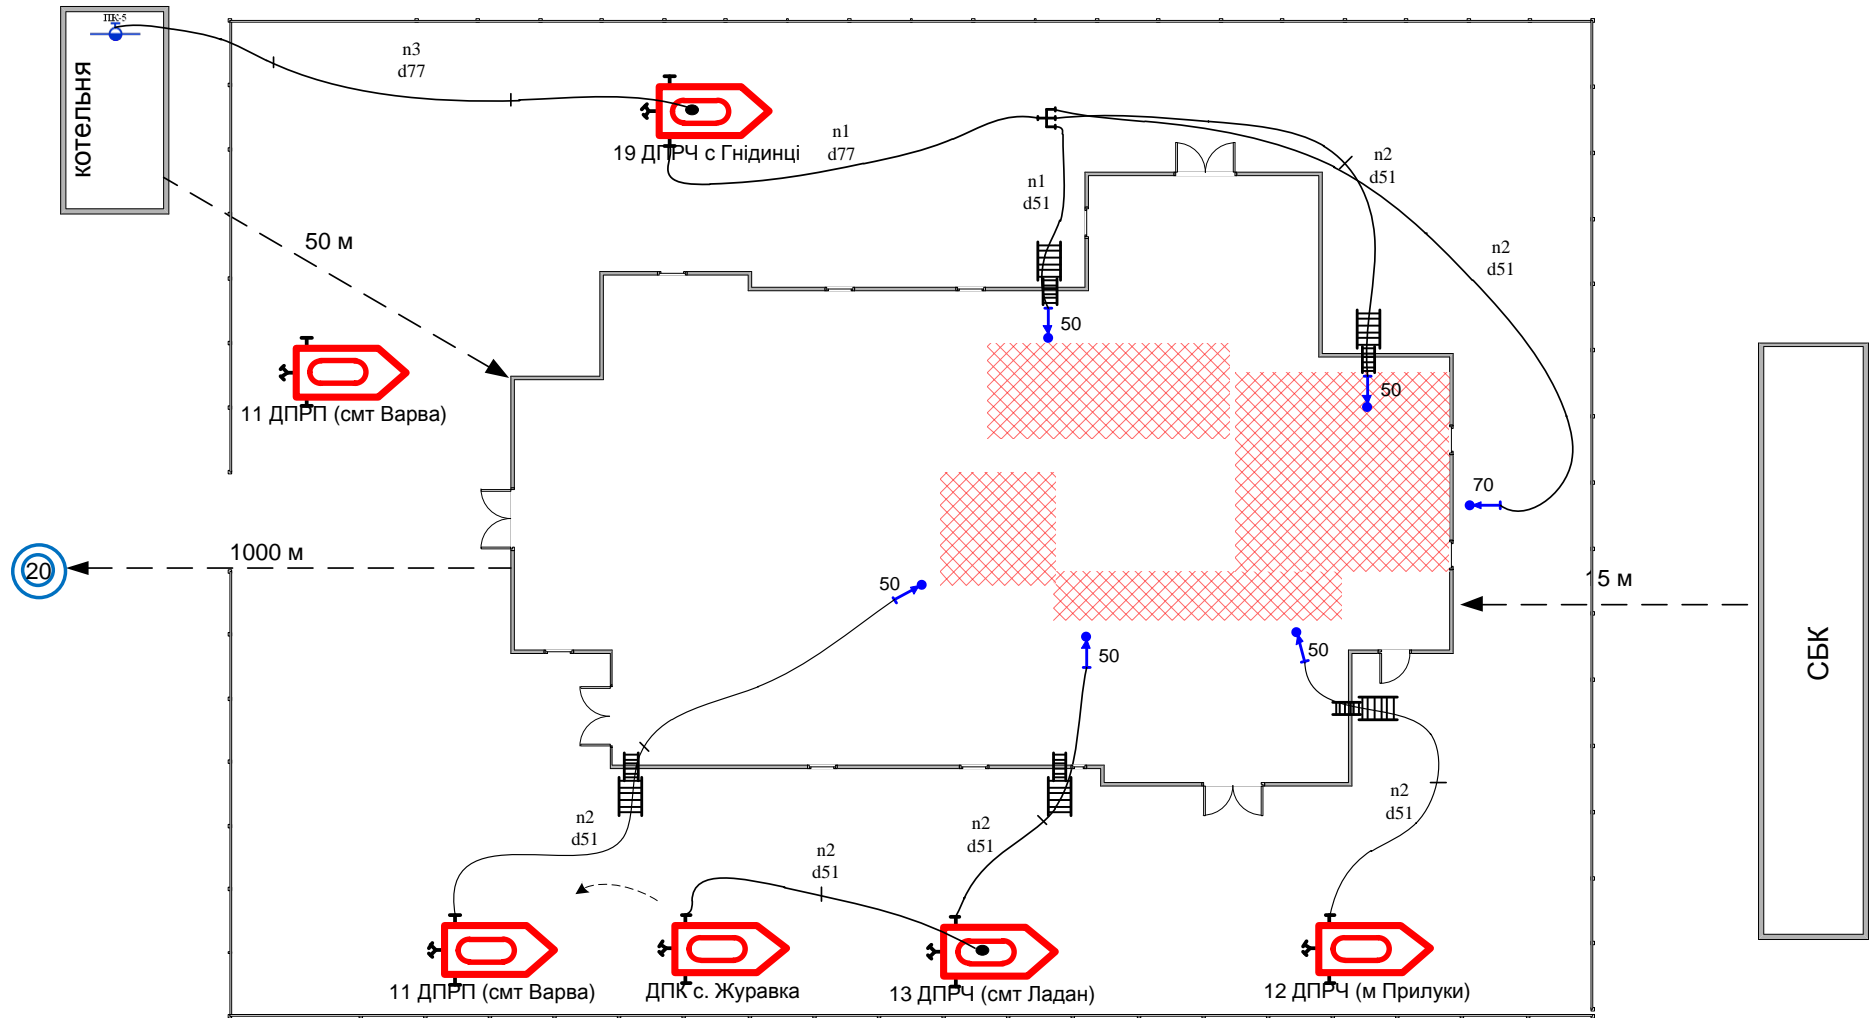 ПК-5
котельня
n3
d77
19 ДПРЧ с Гнідинці
n1
d77
n1
d51
n2
d51
n2
d51
50 м
50
50
11 ДПРП (смт Варва)
70
1000 м
20
50
15 м
50
50
СБК
n2
d51
n2
d51
n2
d51
n2
d51
11 ДПРП (смт Варва)
ДПК с. Журавка
13 ДПРЧ (смт Ладан)
12 ДПРЧ (м Прилуки)